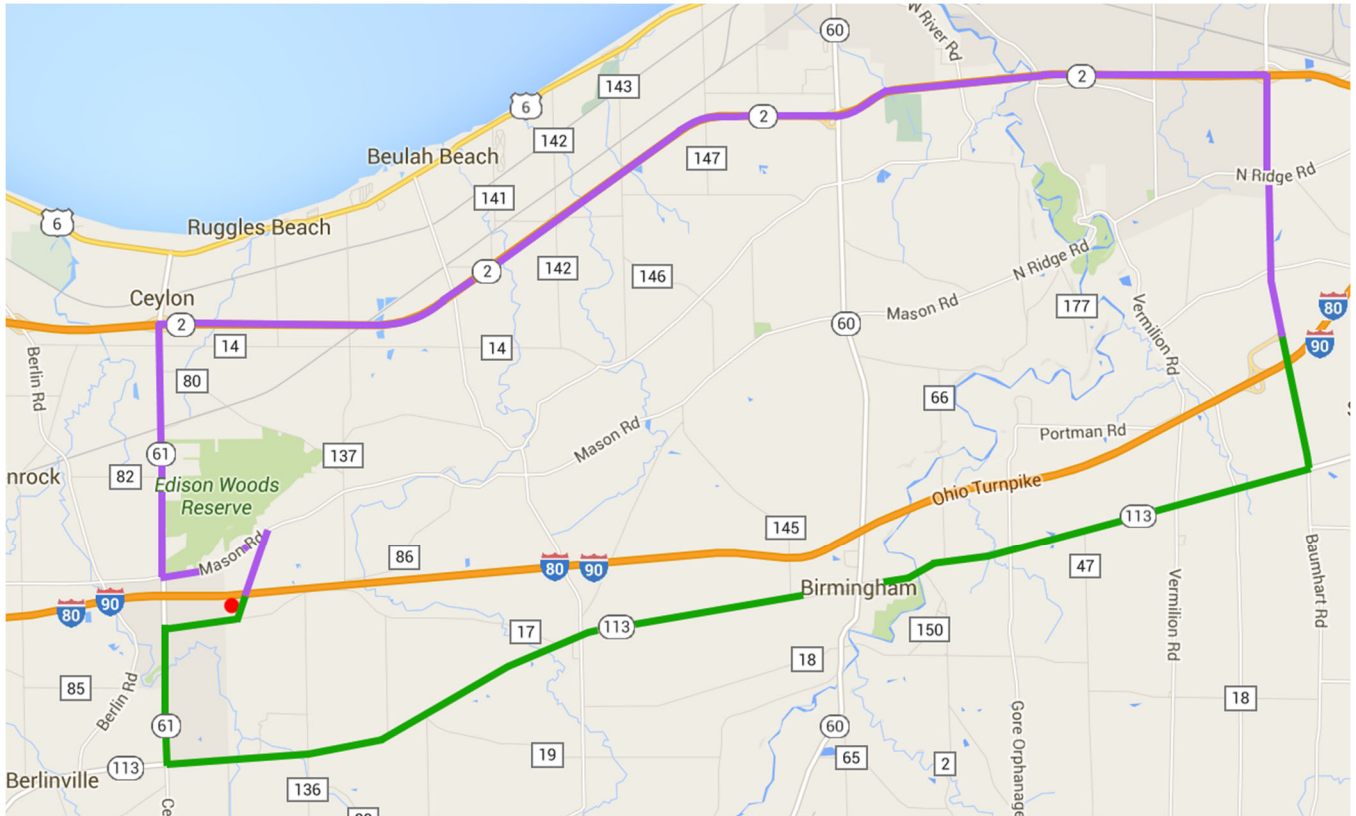 60
W River Rd
143
6
2
142
2
Beulah Beach
147
N Ridge Rd
141
6
Ruggles Beach
N Ridge Rd
142
2
146
Ceylon
Mason Rd
177
80
2
60
Vermilion Rd
90
14
14
Berlin Rd
80
66
Portman Rd
Mason Rd
61
137
82
nrock
Edison Woods
Reserve
Ohio Turnpike
113
145
Mason Rd
86
80
90
47
Baumhart Rd
Birmingham
80
90
Vermilion Rd
17
113
150
18
85
Berlin Rd
18
61
60
Gore Orphanage
19
65
2
113
Berlinville
136
Ce